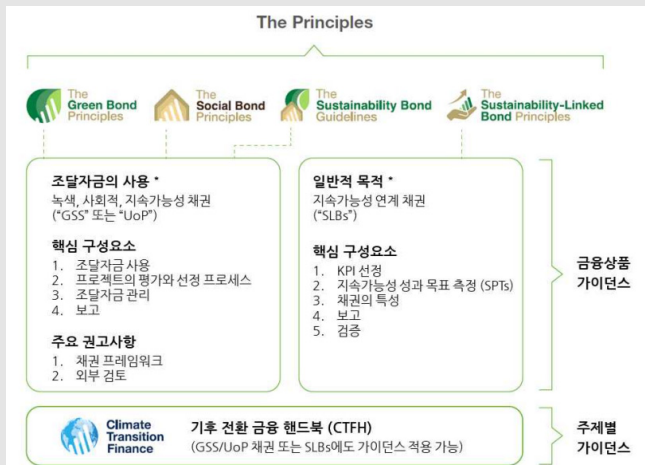 The Principles
The
Green Bond
Principles
The
Social Bond
Principles
The
Sustainability Bond
Guidelines
The
Sustainability-Linked
Bond Principles
조달자금의 사용 *
녹색, 사회적, 지속가능성 채권
("GSS" 또는 "UoP")
핵심 구성요소
1. 조달자금 사용
2. 프로젝트의 평가와 선정 프로세스
3. 조달자금 관리
4. 보고
주요 권고사항
1. 채권 프레임워크
2. 외부 검토
일반적 목적 *
지속가능성 연계 채권
("SLBs")
핵심 구성요소
1. KPI 선정
2. 지속가능성 성과 목표 측정 (SPTs)
3. 채권의 특성
4. 보고
5. 검증
금융상품
가이던스
Climate
Transition
Finance
기후 전환 금융 핸드북 (CTFH)
(GSS/UoP 채권 또는 SLBs에도 가이던스 적용 가능)
주제별
가이던스